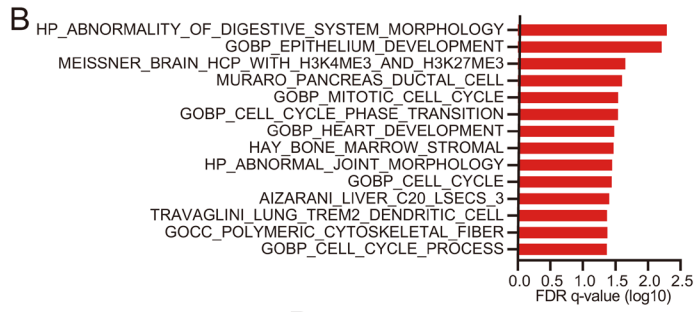 B
HP_ABNORMALITY_OF_DIGESTIVE_SYSTEM_MORPHOLOGY
GOBP_EPITHELIUM_DEVELOPMENT
MEISSNER_BRAIN_HCP_WITH_H3K4ME3_AND_H3K27ME3
MURARO_PANCREAS_DUCTAL_CELL
GOBP_MITOTIC_CELL_CYCLE
GOBP_CELL_CYCLE_PHASE_TRANSITION
GOBP_HEART_DEVELOPMENT
HAY_BONE_MARROW_STROMAL
HP_ABNORMAL_JOINT_MORPHOLOGY
GOBP_CELL_CYCLE
AIZARANI_LIVER_C20_LSECS_3
TRAVAGLINI_LUNG_TREM2_DENDRITIC_CELL
GOCC_POLYMERIC_CYTOSKELETAL_FIBER
GOBP_CELL_CYCLE_PROCESS
0.0 0.5 1.0 1.5 2.0 2.5
FDR q-value (log10)